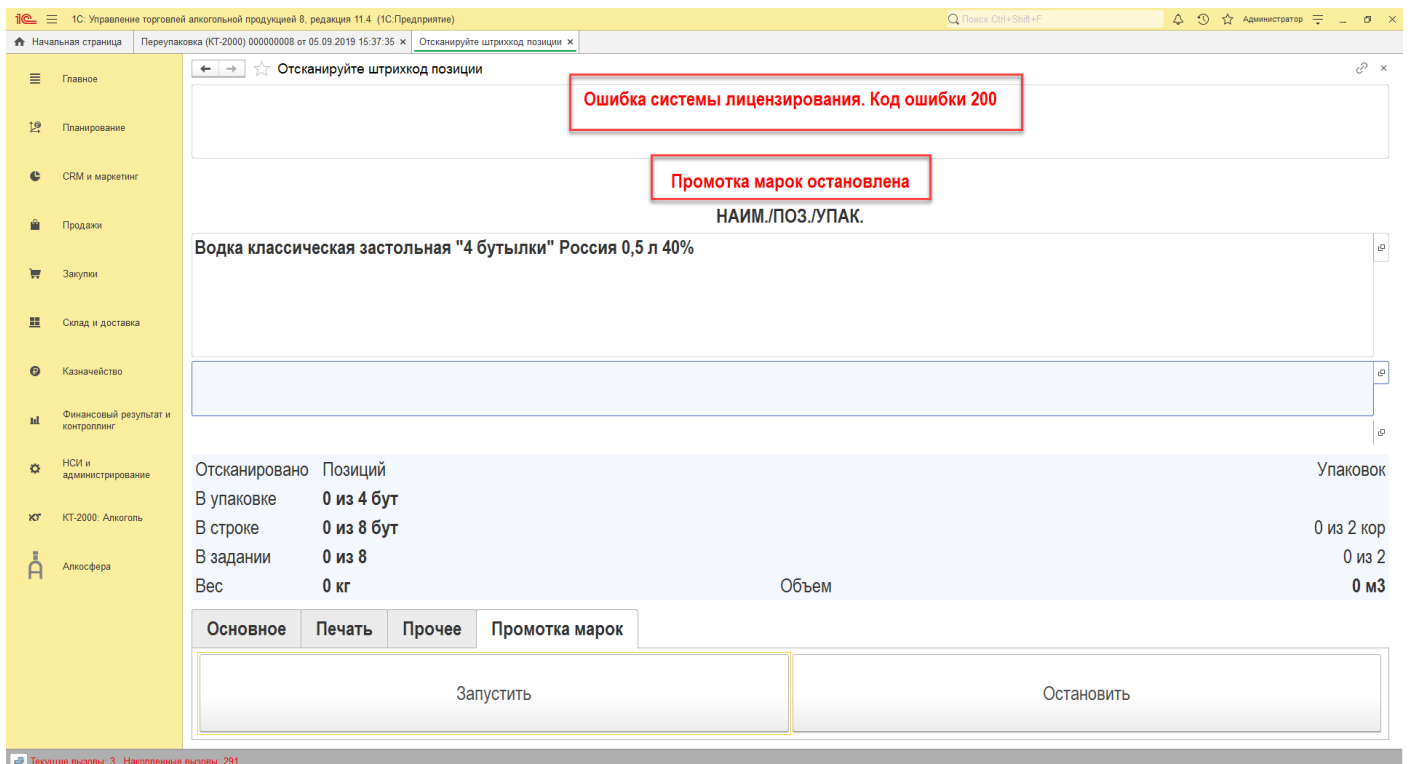 1С: Управление торговлей алкогольной продукцией 8, редакция 11.4 (1С:Предприятие)
Поиск Ctrl+Shift+F
Администратор
Начальная страница
Переупаковка (КТ-2000) 000000008 от 05.09.2019 15:37:35 ×
Отсканируйте штрихкод позиции ×
Главное
Планирование
CRM и маркетинг
Продажи
Закупки
Склад и доставка
Казначейство
Финансовый результат и
контроллинг
НСИ и
администрирование
КТ-2000: Алкоголь
Алкосфера
Отсканируйте штрихкод позиции
Ошибка системы лицензирования. Код ошибки 200
Промотка марок остановлена
НАИМ./ПОЗ./УПАК.
Водка классическая застольная "4 бутылки" Россия 0,5 л 40%
Отсканировано Позиций Упаковок
В упаковке 0 из 4 бут
В строке 0 из 8 бут 0 из 2 кор
В задании 0 из 8 0 из 2
Вес 0 кг Объем 0 м3
Основное Печать Прочее Промотка марок
Запустить Остановить
Текущие вызовы: 3 Накопленные вызовы: 291